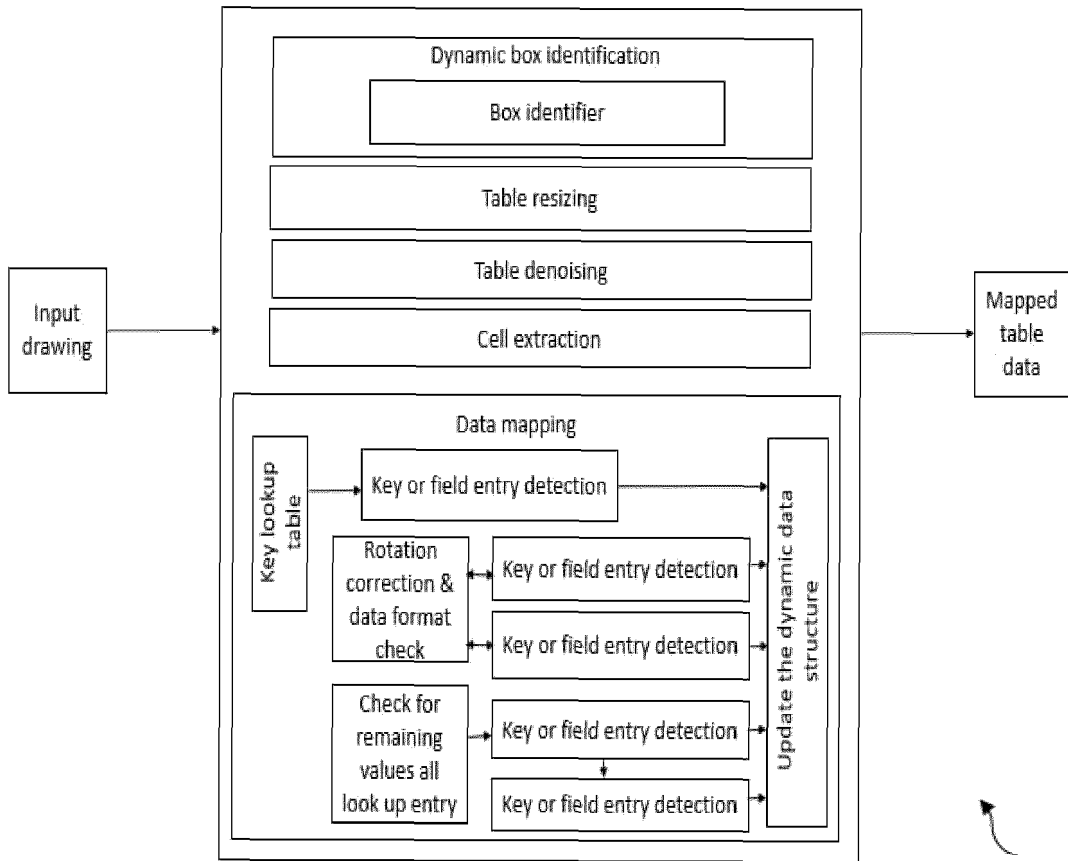 Dynamic box identification
Box identifier
Table resizing
Table denoising
Cell extraction
Input
drawing
Mapped
table
data
Data mapping
Key lookup
table
Key or field entry detection
Rotation
correction &
data format
check
Key or field entry detection
Key or field entry detection
Check for
remaining
values all
look up entry
Key or field entry detection
Key or field entry detection
Update the dynamic data
structure